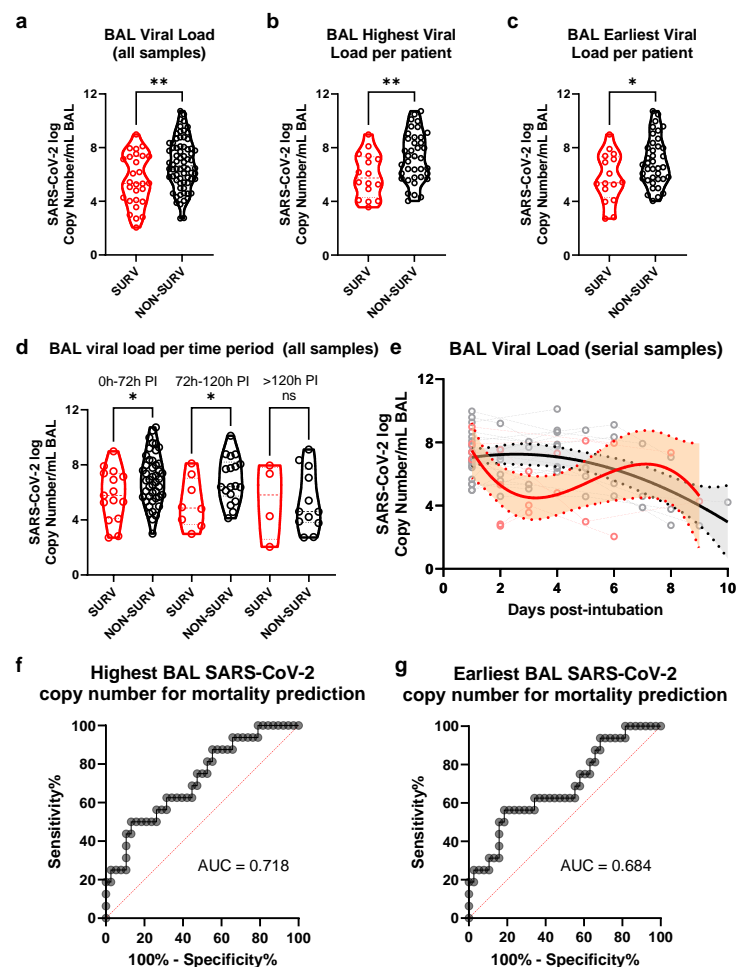 a
BAL Viral Load
(all samples)
**
12
8
4
0
SARS-CoV-2 log
Copy Number/mL BAL
SURV
NON-SURV
b
BAL Highest Viral
Load per patient
**
12
8
4
0
SARS-CoV-2 log
Copy Number/mL BAL
SURV
NON-SURV
c
BAL Earliest Viral
Load per patient
*
12
8
4
0
SARS-CoV-2 log
Copy Number/mL BAL
SURV
NON-SURV
d
BAL viral load per time period (all samples)
0h-72h PI
*
72h-120h PI
*
>120h PI
ns
12
8
4
0
SARS-CoV-2 log
Copy Number/mL BAL
SURV
NON-SURV
SURV
NON-SURV
SURV
NON-SURV
e
BAL Viral Load (serial samples)
12
8
4
0
SARS-CoV-2 log
Copy Number/mL BAL
0
2
4
6
8
10
Days post-intubation
f
Highest BAL SARS-CoV-2
copy number for mortality prediction
100
80
60
40
20
0
Sensitivity%
AUC = 0.718
0
20
40
60
80
100
100% - Specificity%
g
Earliest BAL SARS-CoV-2
copy number for mortality prediction
100
80
60
40
20
0
Sensitivity%
AUC = 0.684
0
20
40
60
80
100
100% - Specificity%